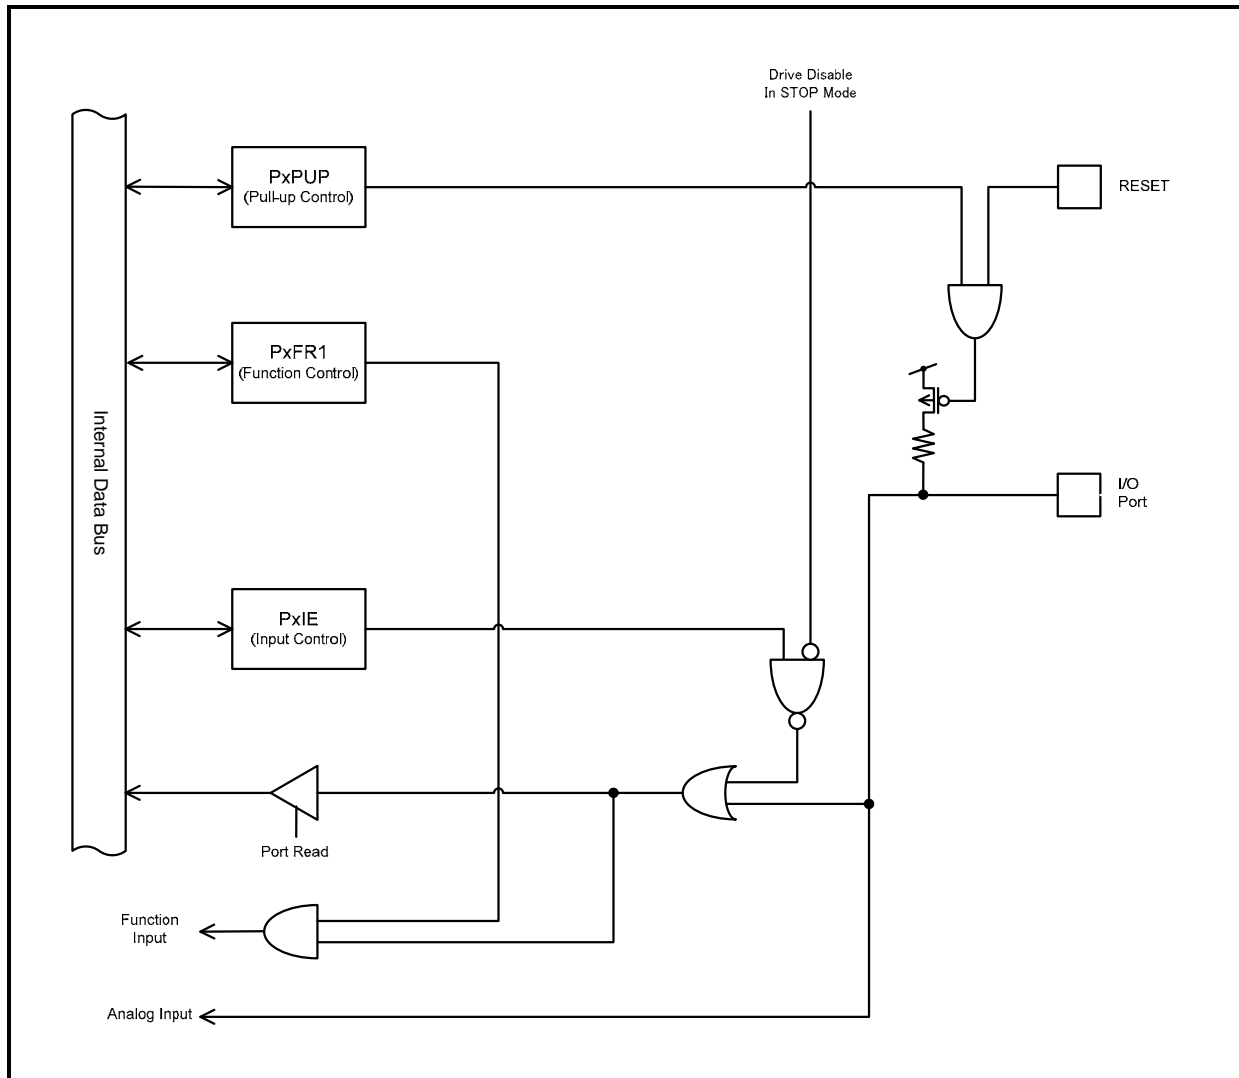 Drive Disable
In STOP Mode
PxPUP
(Pull-up Control)
RESET
PxFR1
(Function Control)
Internal Data Bus
I/O
Port
PxIE
(Input Control)
Port Read
Function
Input
Analog Input